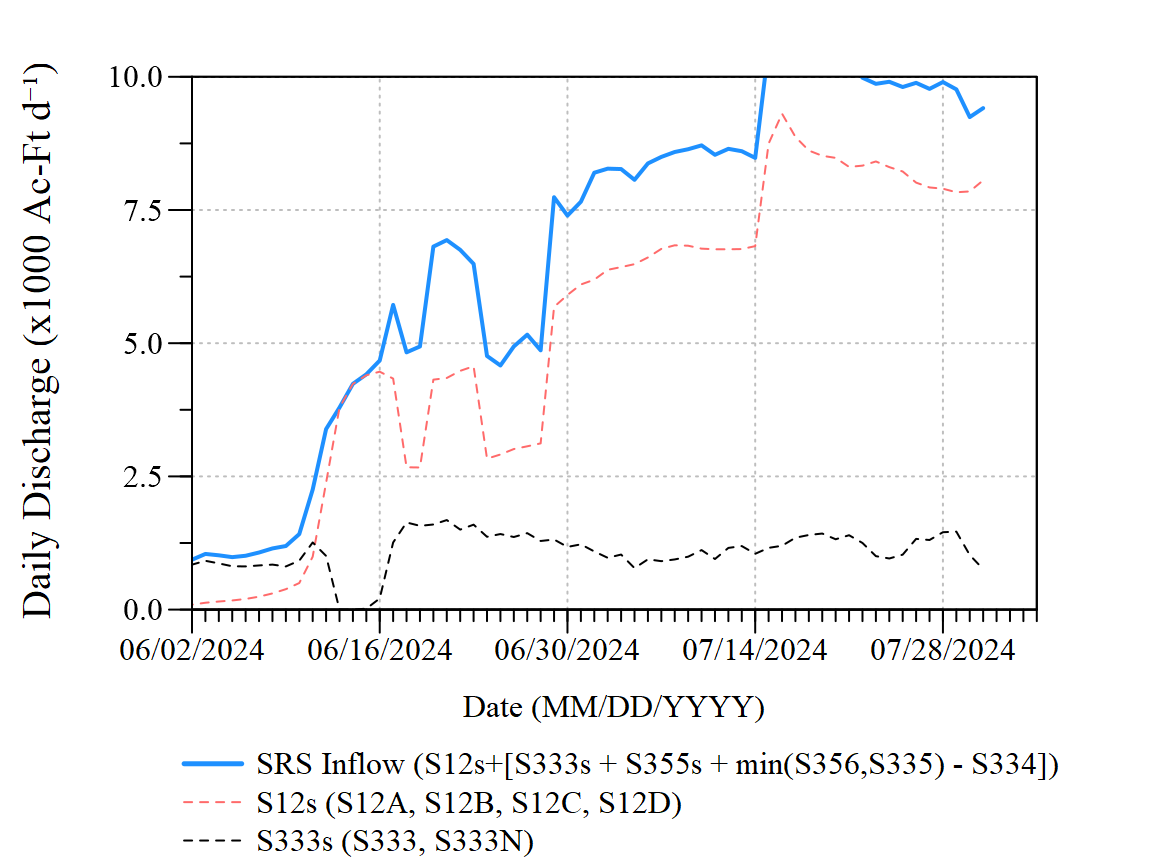 Daily Discharge (x1000 Ac-Ft d⁻¹)
10.0
7.5
5.0
2.5
0.0
06/02/2024 06/16/2024 06/30/2024 07/14/2024 07/28/2024
Date (MM/DD/YYYY)
SRS Inflow (S12s+[S333s + S355s + min(S356,S335) - S334])
S12s (S12A, S12B, S12C, S12D)
S333s (S333, S333N)